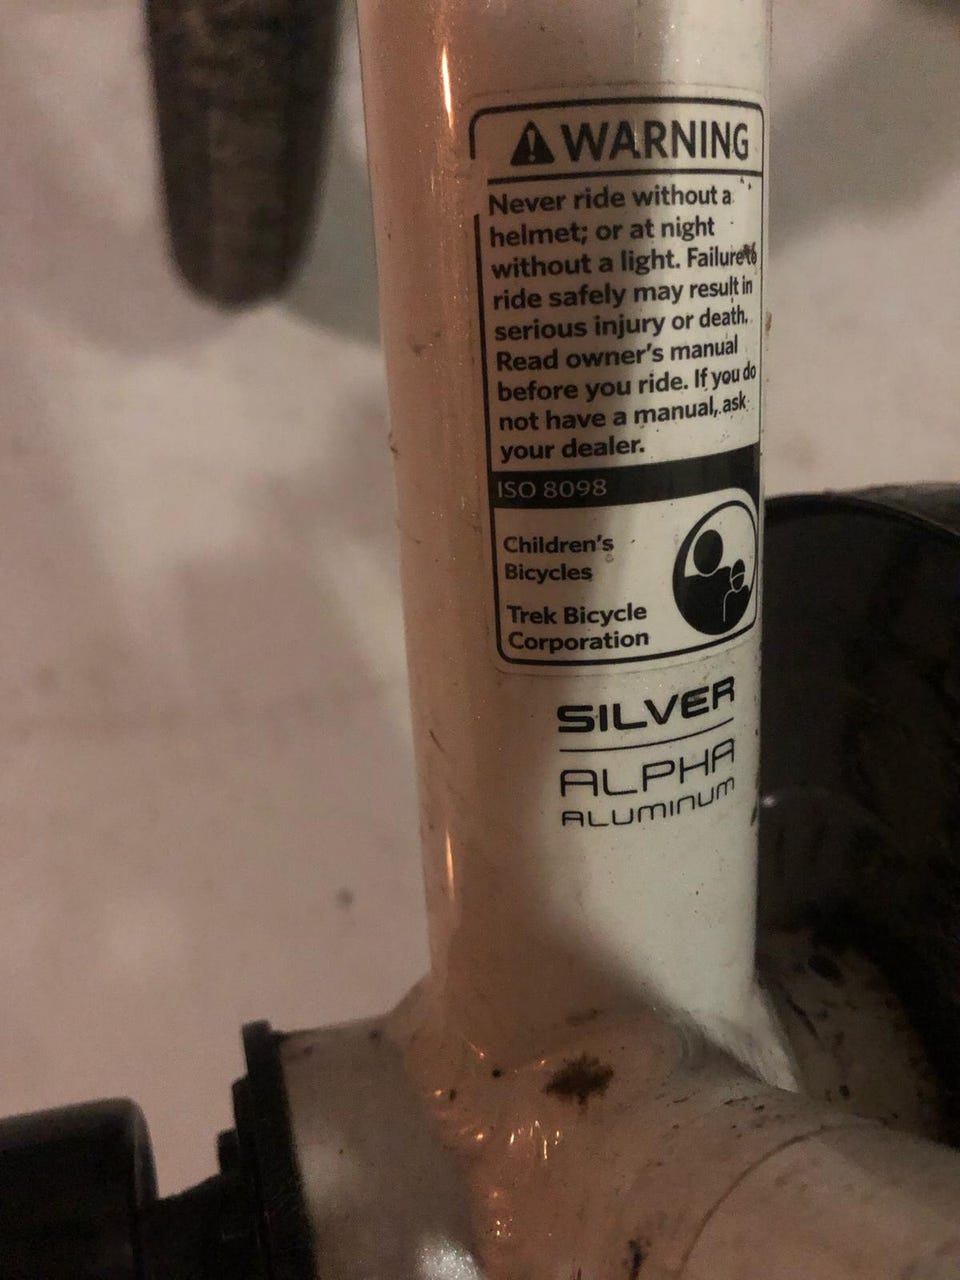 WARNING
Never ride without a
helmet; or at night
without a light. Failure to
ride safely may result in
serious injury or death.
Read owner's manual
before you ride. If you do
not have a manual, ask
your dealer.
ISO 8098
Children's
Bicycles
Trek Bicycle
Corporation
SILVER
ALPHA
ALUMINUM